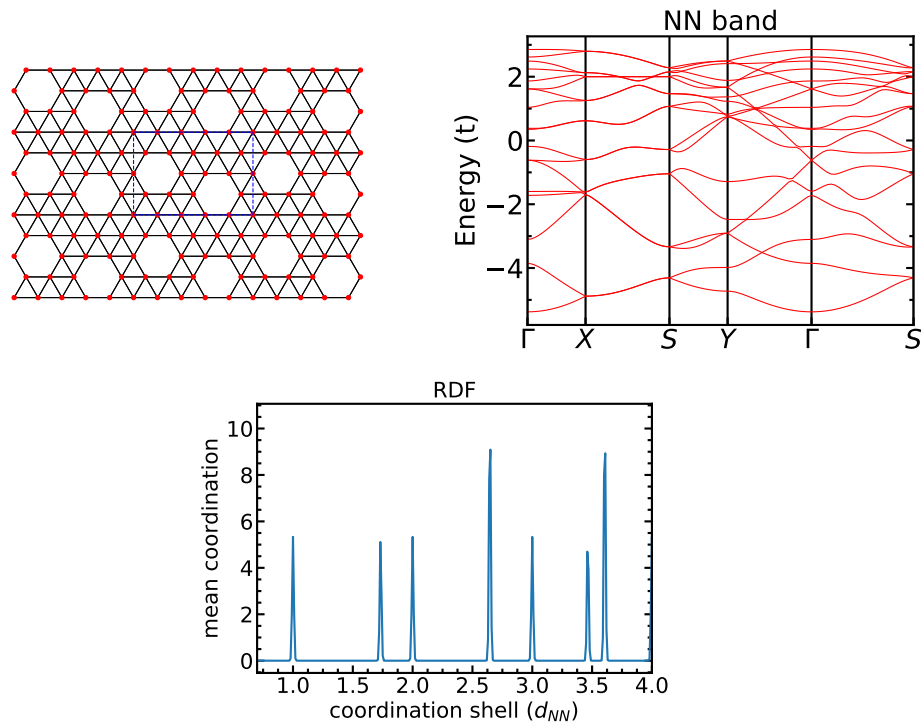 NN band
Energy (t)
2
0
−2
−4
Γ X S Y Γ S
RDF
mean coordination
10
8
6
4
2
0
1.0 1.5 2.0 2.5 3.0 3.5 4.0
coordination shell (d_NN)